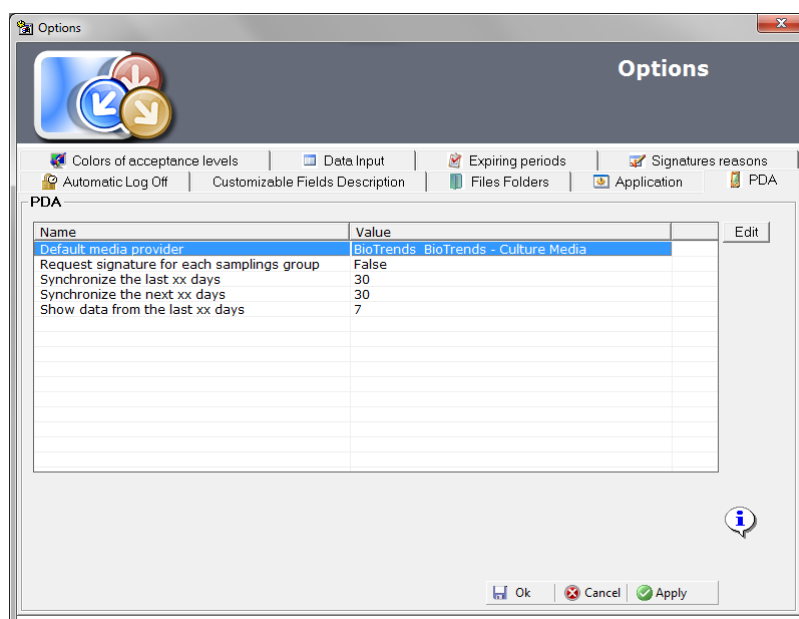 Options
Options
Colors of acceptance levels Data Input Expiring periods Signatures reasons
Automatic Log Off Customizable Fields Description Files Folders Application PDA
PDA
Name Value Edit
Default media provider BioTrends BioTrends - Culture Media
Request signature for each samplings group False
Synchronize the last xx days 30
Synchronize the next xx days 30
Show data from the last xx days 7
Ok Cancel Apply